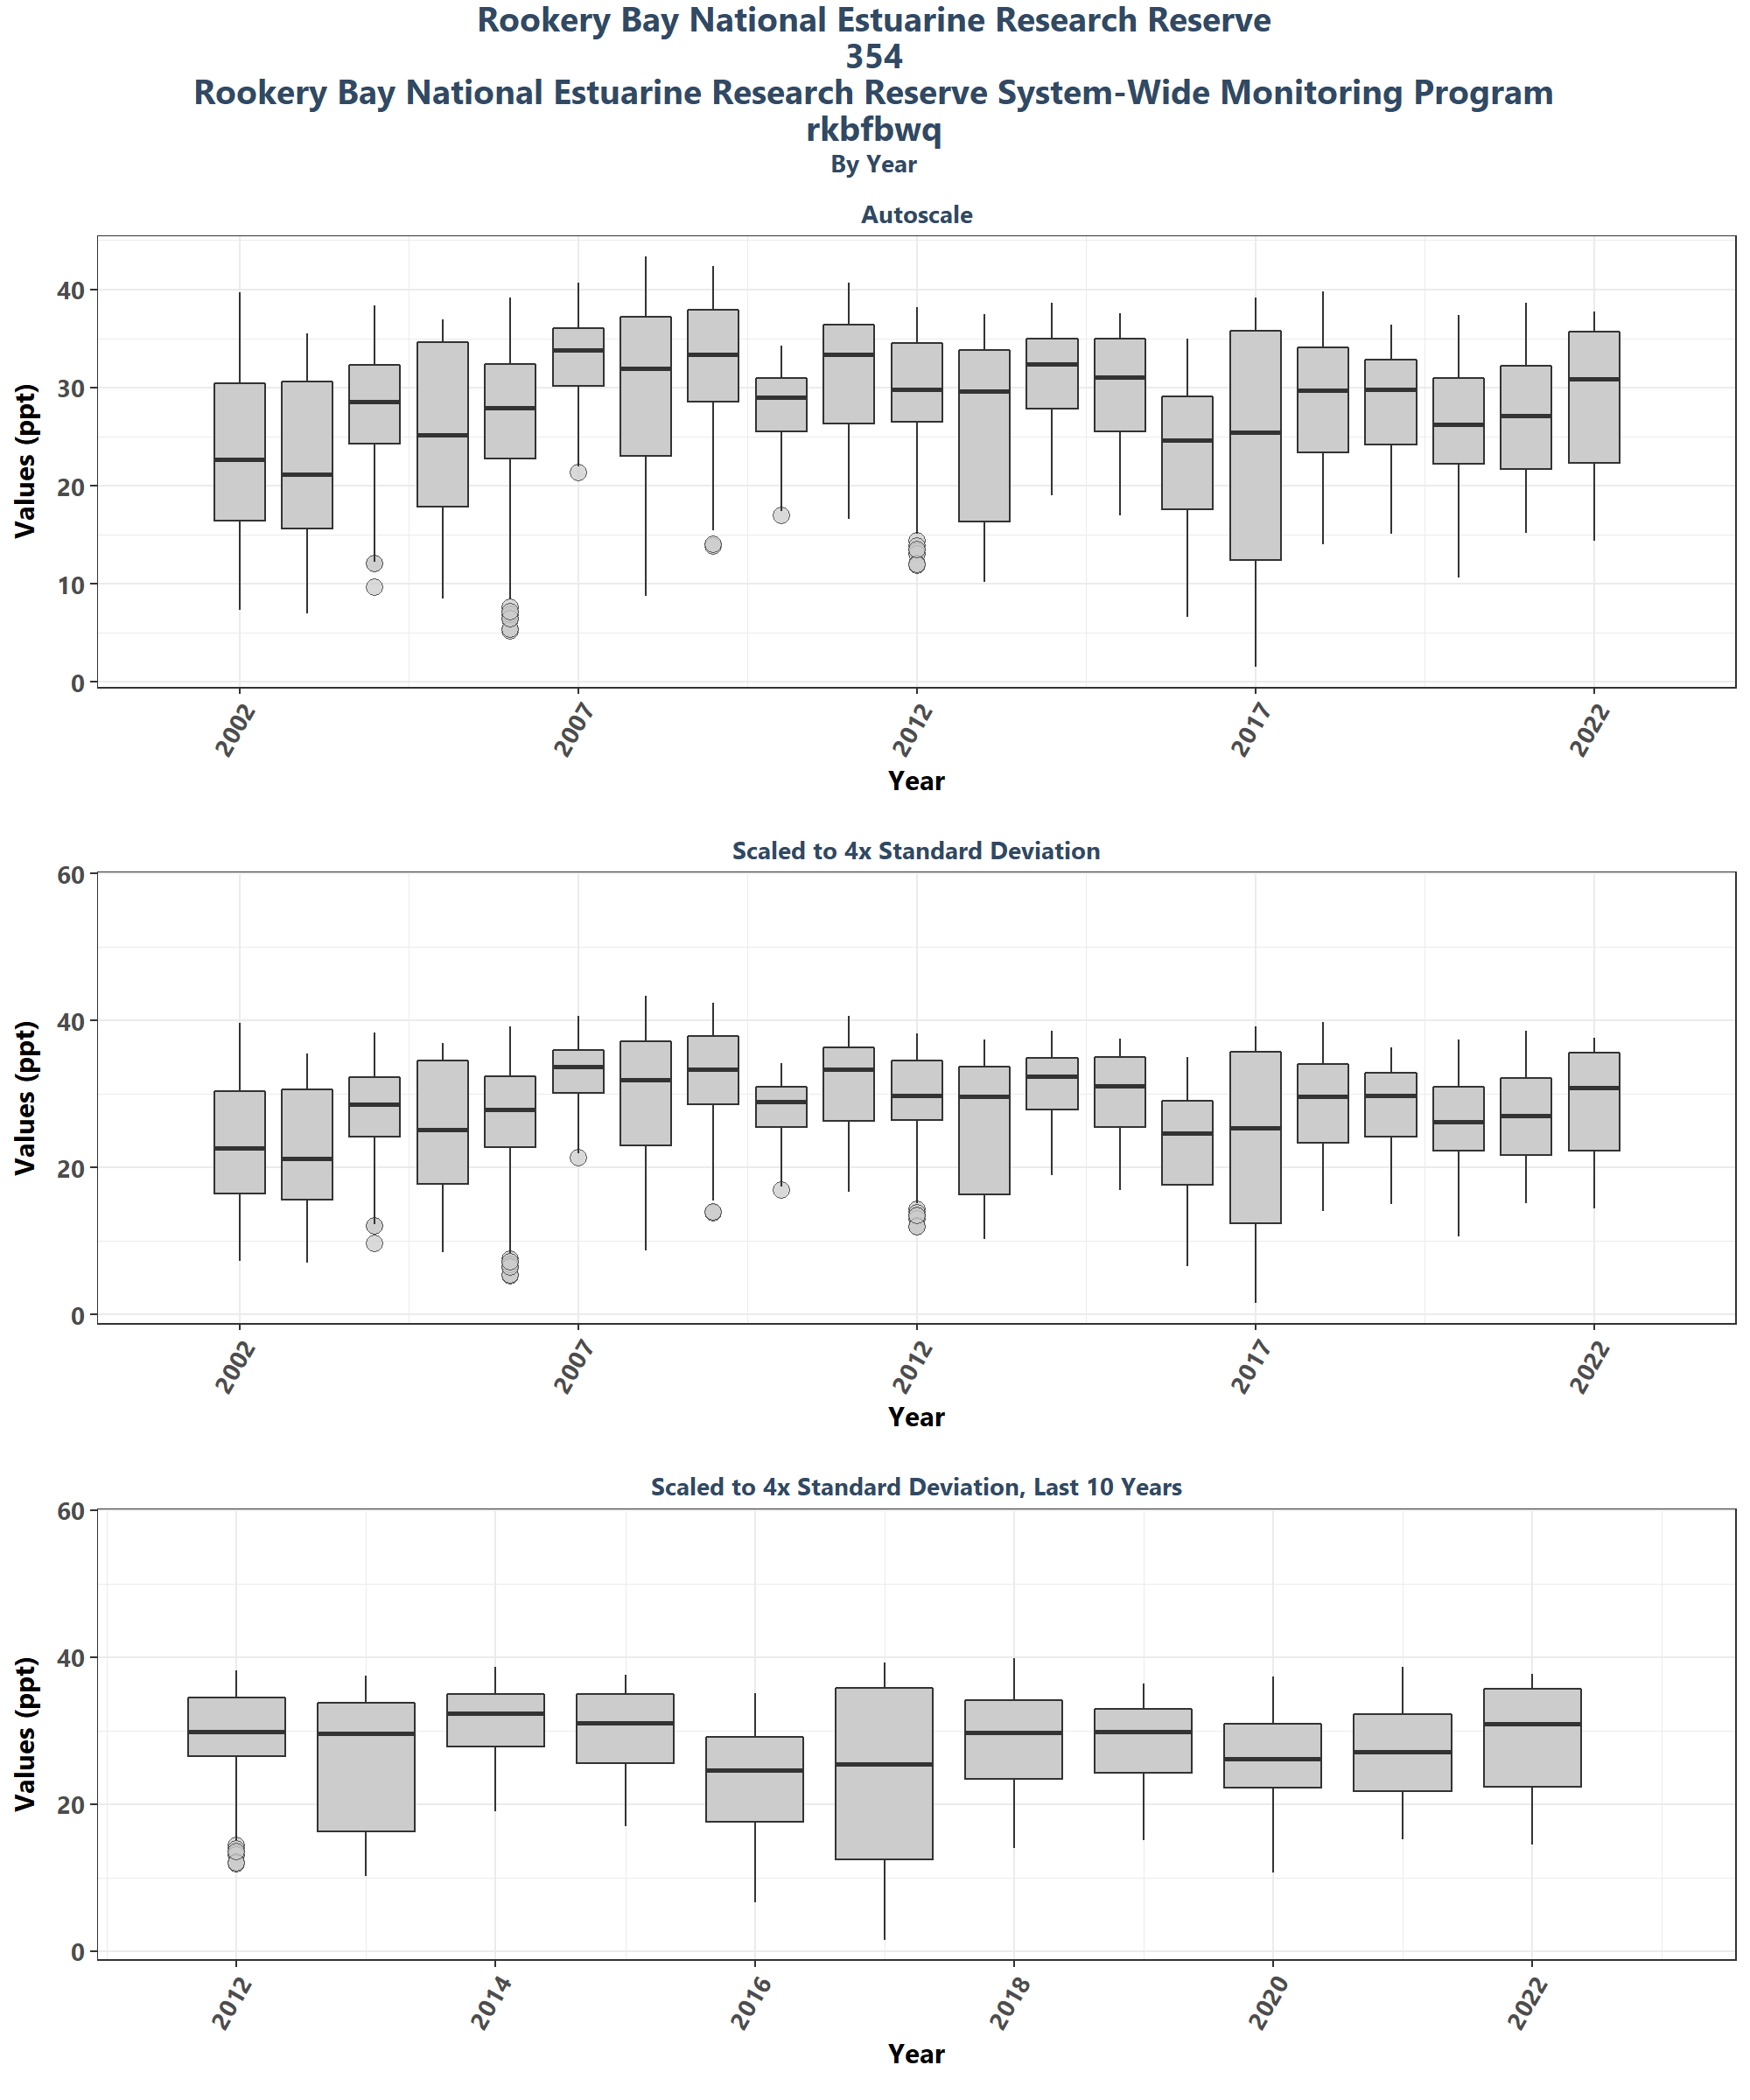 Rookery Bay National Estuarine Research Reserve
354
Rookery Bay National Estuarine Research Reserve System-Wide Monitoring Program
rkbfbwq
By Year
Autoscale
Values (ppt)
40
30
20
10
0
2002
2007
2012
2017
2022
Year
Scaled to 4x Standard Deviation
Values (ppt)
60
40
20
0
2002
2007
2012
2017
2022
Year
Scaled to 4x Standard Deviation, Last 10 Years
Values (ppt)
60
40
20
0
2012
2014
2016
2018
2020
2022
Year